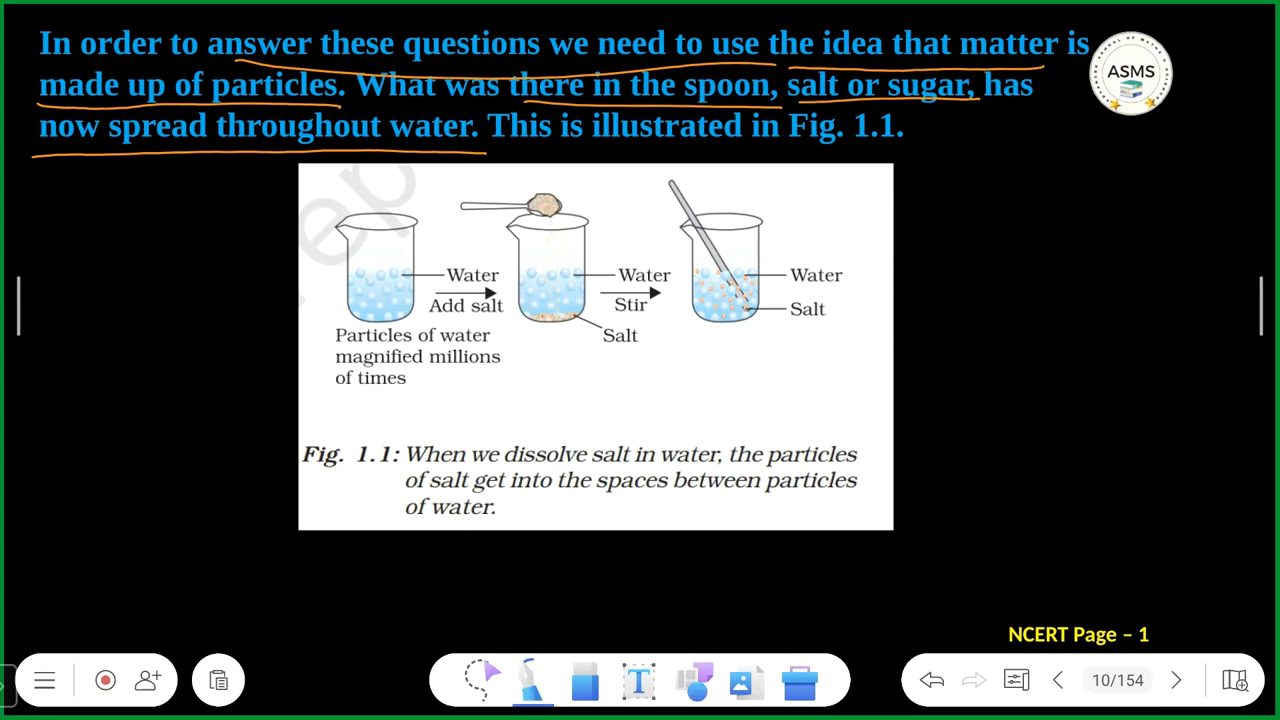 In order to answer these questions we need to use the idea that matter is
made up of particles. What was there in the spoon, salt or sugar, has
now spread throughout water. This is illustrated in Fig. 1.1.
ASMS
Water
Add salt
Particles of water
magnified millions
of times
Water
Stir
Salt
Water
Salt
Fig. 1.1: When we dissolve salt in water, the particles
of salt get into the spaces between particles
of water.
NCERT Page – 1
T
10/154